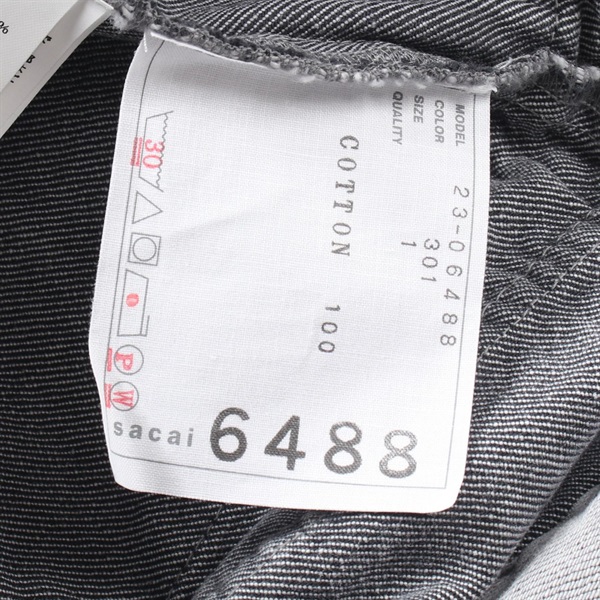 MODEL 23-06488
COLOR 301
SIZE 1
QUALITY
COTTON 100
30
P
W
sacai 6488
%